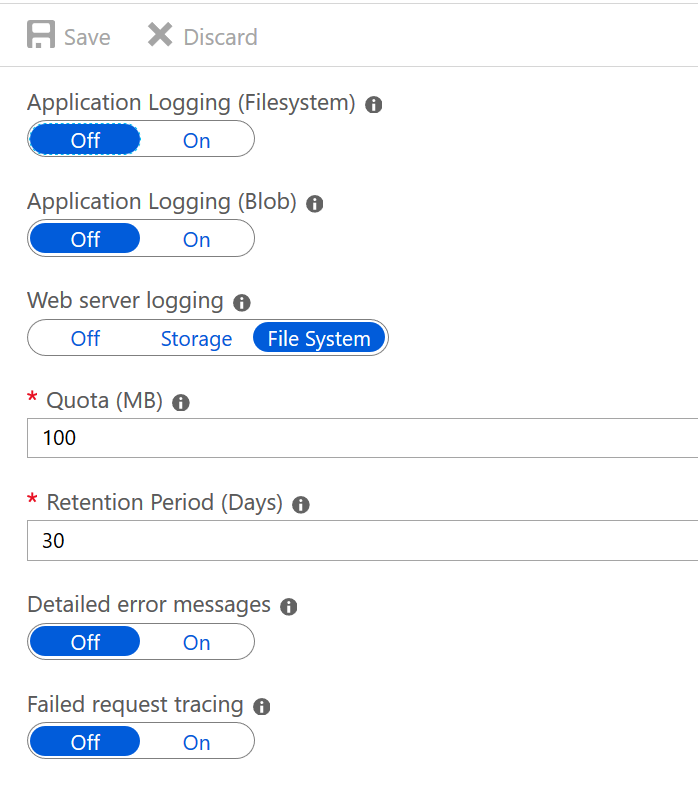 Save Discard
Application Logging (Filesystem)
Off On
Application Logging (Blob)
Off On
Web server logging
Off Storage File System
* Quota (MB)
100
* Retention Period (Days)
30
Detailed error messages
Off On
Failed request tracing
Off On